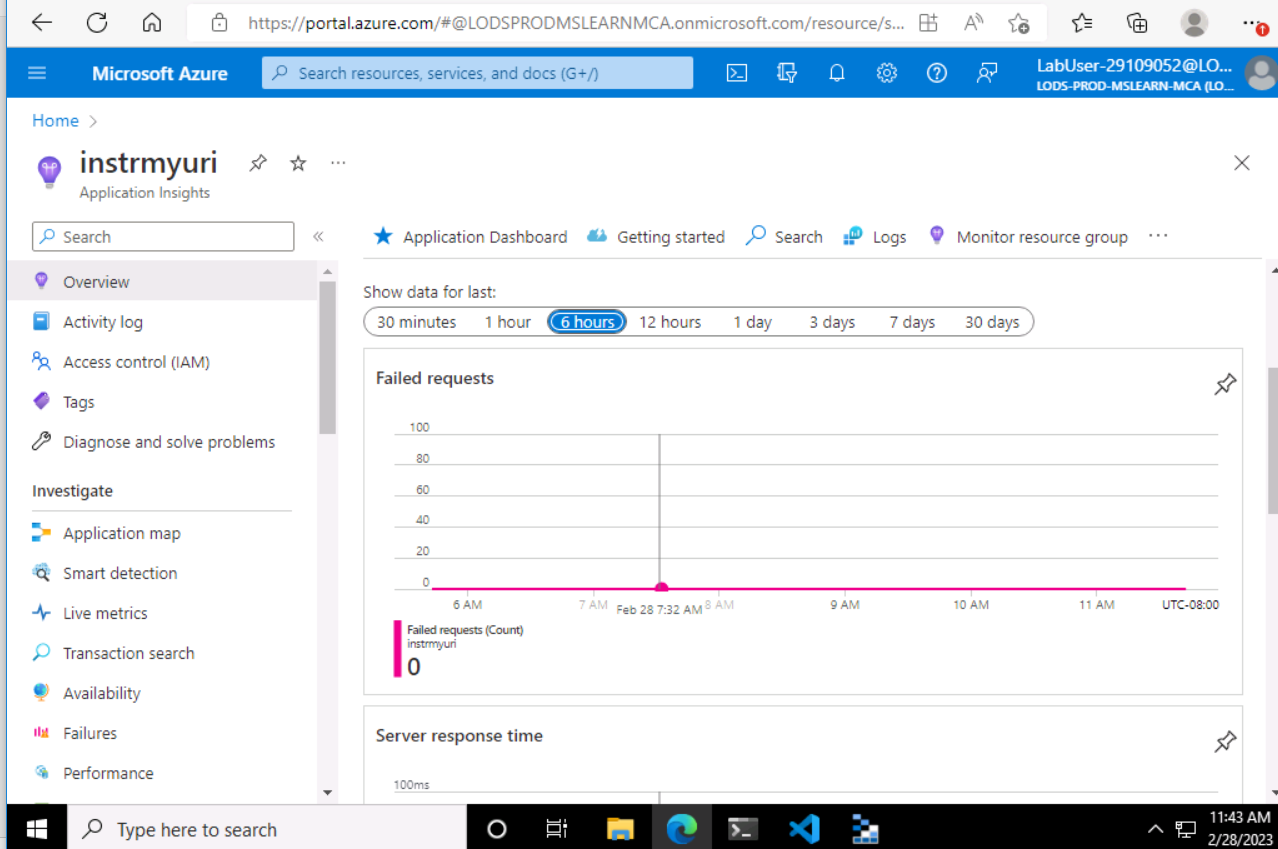 https://portal.azure.com/#@LODSPRODMSLEARNMCA.onmicrosoft.com/resource/s...
1
Microsoft Azure
Search resources, services, and docs (G+/)
LabUser-29109052@LO...
LODS-PROD-MSLEARN-MCA (LO...
Home >
instrmyuri
Application Insights
Search
Overview
Activity log
Access control (IAM)
Tags
Diagnose and solve problems
Investigate
Application map
Smart detection
Live metrics
Transaction search
Availability
Failures
Performance
Application Dashboard Getting started Search Logs Monitor resource group ...
Show data for last:
30 minutes 1 hour 6 hours 12 hours 1 day 3 days 7 days 30 days
Failed requests
100
80
60
40
20
0
6 AM 7 AM Feb 28 7:32 AM 8 AM 9 AM 10 AM 11 AM UTC-08:00
Failed requests (Count)
instrmyuri
0
Server response time
100ms
Type here to search
11:43 AM
2/28/2023